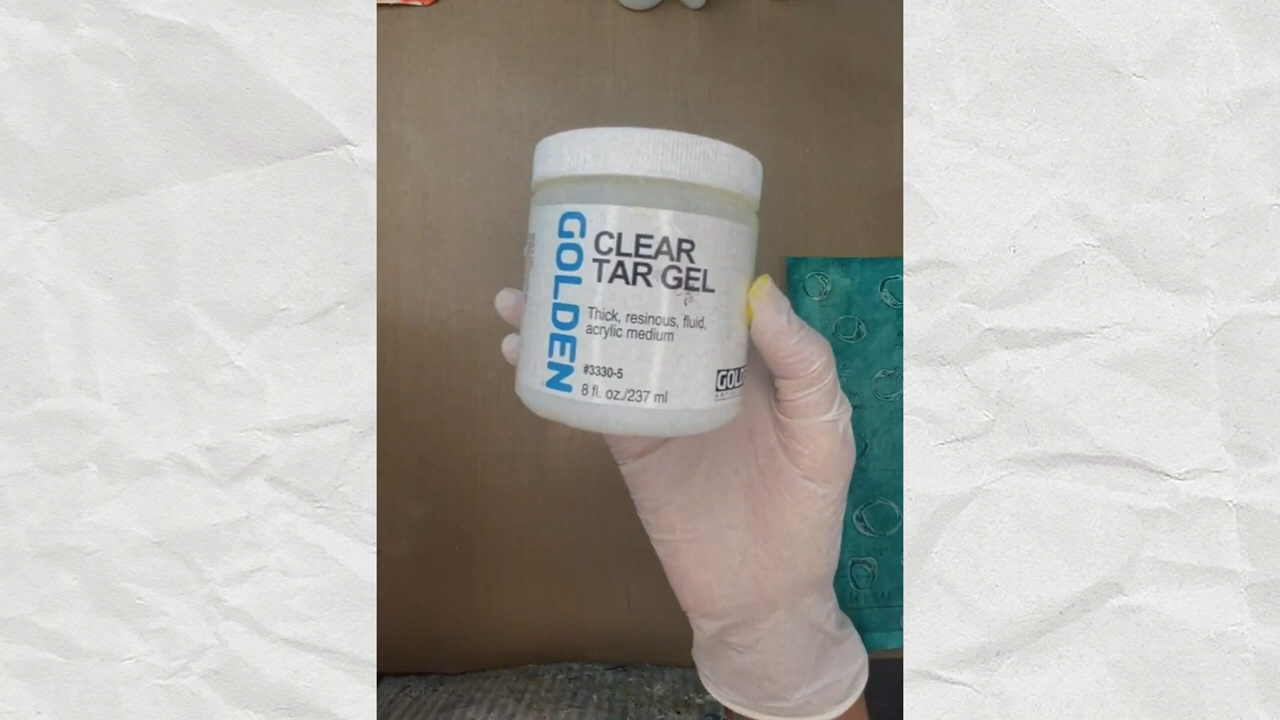 GOLDEN
CLEAR
TAR GEL
Thick, resinous, fluid,
acrylic medium
#3330-5
8 fl. oz./237 ml